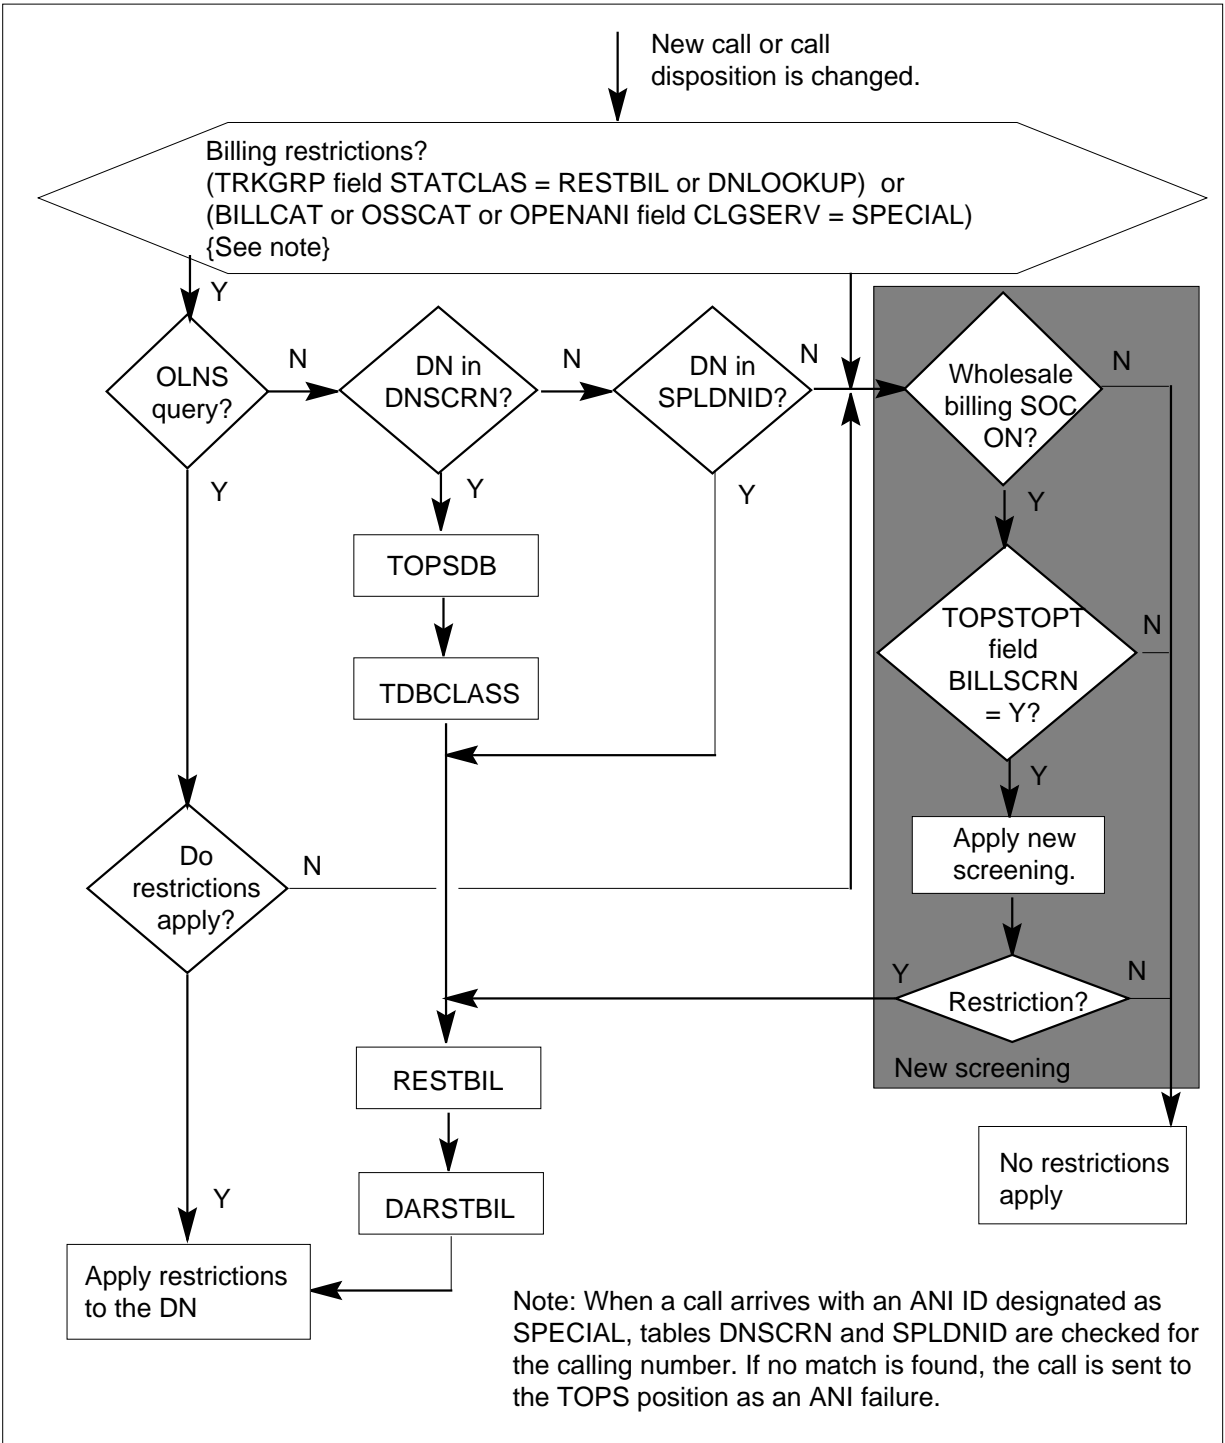 New call or call
disposition is changed.
Billing restrictions?
(TRKGRP field STATCLAS = RESTBIL or DNLOOKUP) or
(BILLCAT or OSSCAT or OPENANI field CLGSERV = SPECIAL)
{See note}
Y
OLNS
query?
N
DN in
DNSCRN?
N
DN in
SPLDNID?
N
Wholesale
billing SOC
ON?
N
Y
Y
Y
Y
TOPSDB
TDBCLASS
TOPSTOPT
field
BILLSCRN
= Y?
N
Y
Apply new
screening.
Do
restrictions
apply?
N
Y
Restriction?
N
New screening
RESTBIL
DARSTBIL
Y
No restrictions
apply
Apply restrictions
to the DN
Note: When a call arrives with an ANI ID designated as
SPECIAL, tables DNSCRN and SPLDNID are checked for
the calling number. If no match is found, the call is sent to
the TOPS position as an ANI failure.